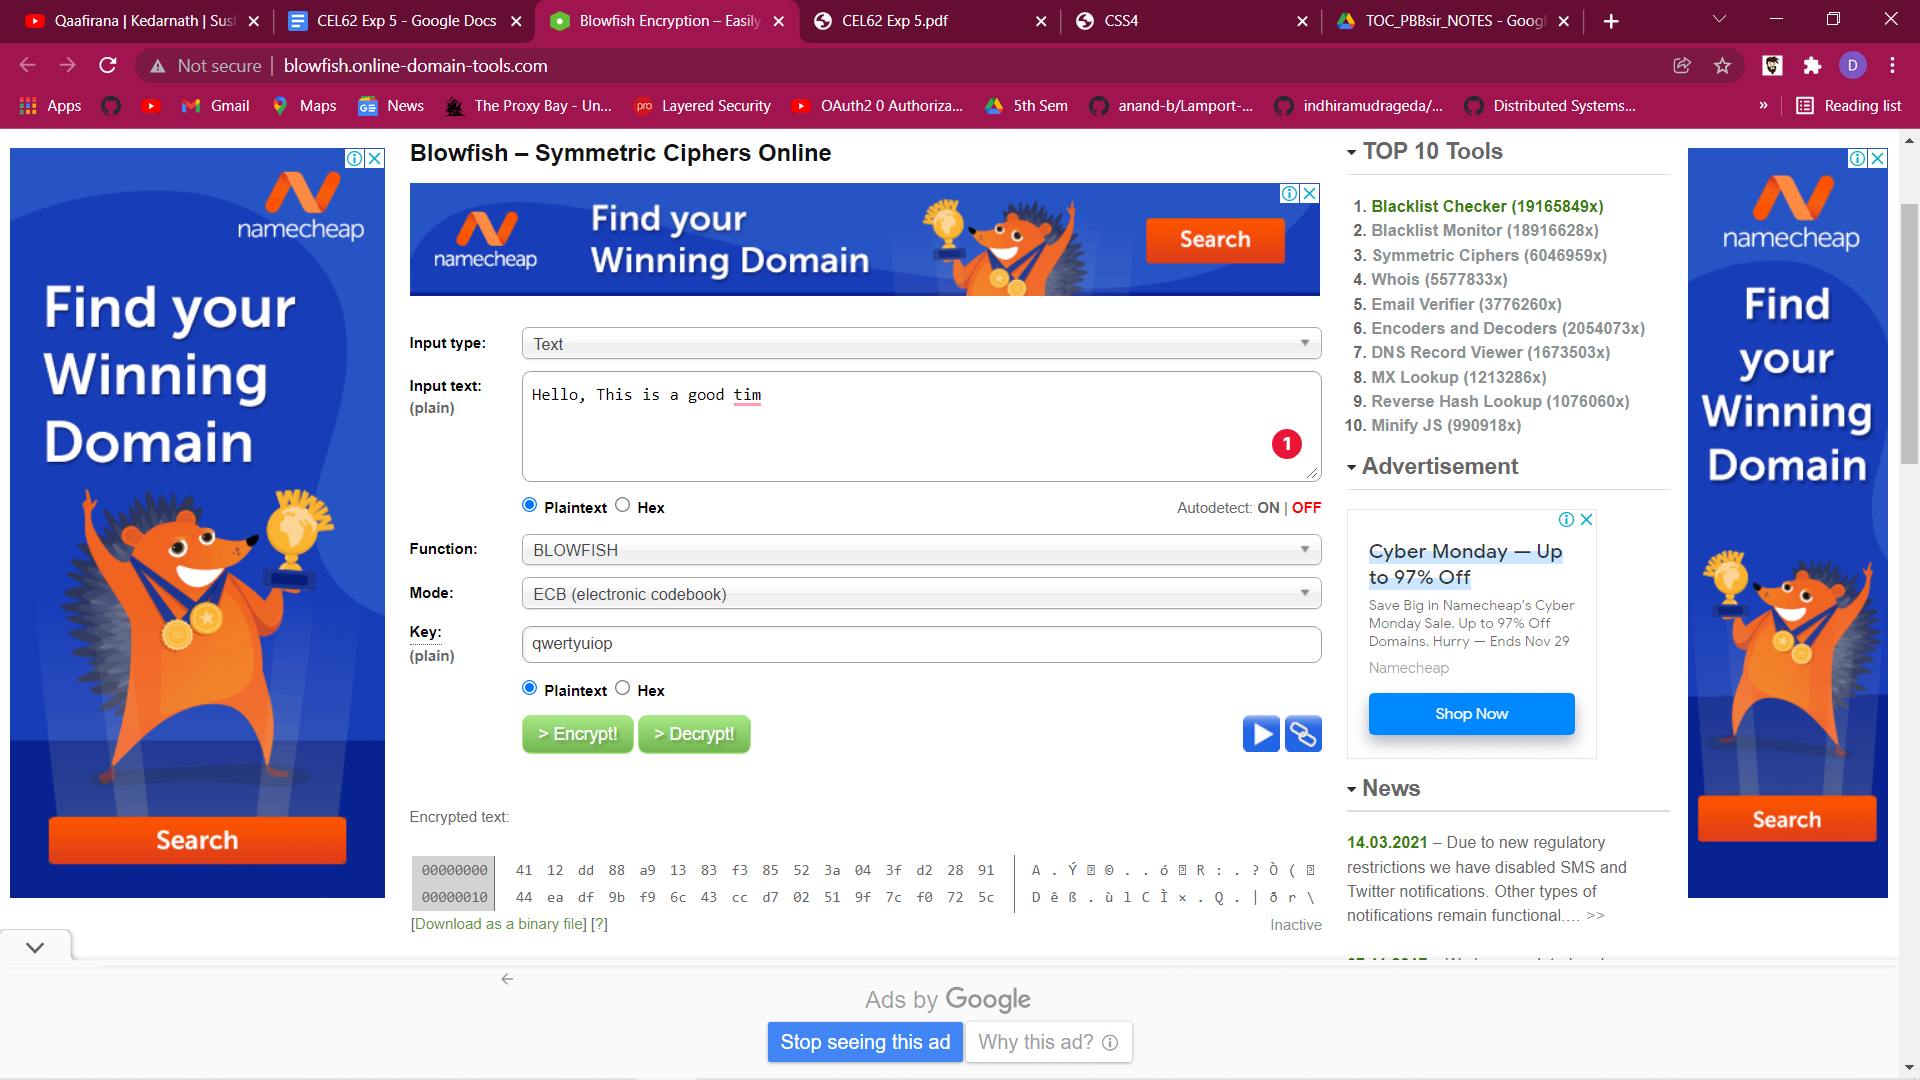 Qaafirana | Kedarnath | Sus
CEL62 Exp 5 - Google Docs
Blowfish Encryption – Easily
CEL62 Exp 5.pdf
CSS4
TOC_PBBsir_NOTES - Goog
Not secure
blowfish.online-domain-tools.com
D
Apps
Gmail
Maps
News
The Proxy Bay - Un...
pro
Layered Security
OAuth2 0 Authoriza...
5th Sem
anand-b/Lamport-...
indhiramudrageda/...
Distributed Systems...
»
Reading list
namecheap
Find your
Winning
Domain
Search
Blowfish – Symmetric Ciphers Online
namecheap
Find your
Winning Domain
Search
Input type:
Text
Input text:
(plain)
Hello, This is a good tim
1
Plaintext
Hex
Autodetect: ON | OFF
Function:
BLOWFISH
Mode:
ECB (electronic codebook)
Key:
(plain)
qwertyuiop
Plaintext
Hex
> Encrypt!
> Decrypt!
Encrypted text:
00000000 41 12 dd 88 a9 13 83 f3 85 52 3a 04 3f d2 28 91
00000010 44 ea df 9b f9 6c 43 cc d7 02 51 9f 7c f0 72 5c D ê ß . ù l C Ì × . Q . | ð r \
[Download as a binary file] [?]
Inactive
TOP 10 Tools
1. Blacklist Checker (19165849x)
2. Blacklist Monitor (18916628x)
3. Symmetric Ciphers (6046959x)
4. Whois (5577833x)
5. Email Verifier (3776260x)
6. Encoders and Decoders (2054073x)
7. DNS Record Viewer (1673503x)
8. MX Lookup (1213286x)
9. Reverse Hash Lookup (1076060x)
10. Minify JS (990918x)
Advertisement
Cyber Monday — Up
to 97% Off
Save Big in Namecheap's Cyber
Monday Sale. Up to 97% Off
Domains. Hurry — Ends Nov 29
Namecheap
Shop Now
News
14.03.2021 – Due to new regulatory
restrictions we have disabled SMS and
Twitter notifications. Other types of
notifications remain functional.... >>
namecheap
Find
your
Winning
Domain
Search
Ads by Google
Stop seeing this ad
Why this ad?